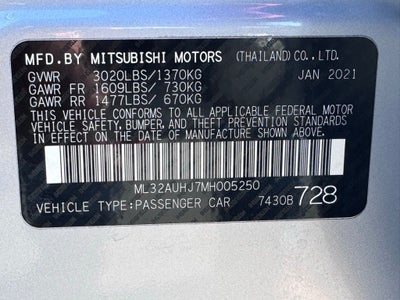 MFD.BY MITSUBISHI MOTORS (THAILAND) CO., LTD.
GVWR 3020LBS/1370KG JAN 2021
GAWR FR 1609LBS/ 730KG
GAWR RR 1477LBS/ 670KG
THIS VEHICLE CONFORMS TO ALL APPLICABLE FEDERAL MOTOR
VEHICLE SAFETY, BUMPER, AND THEFT PREVENTION STANDARDS
IN EFFECT ON THE DATE OF MANUFACTURE SHOWN ABOVE.
ML32AUHJ7MH005250
VEHICLE TYPE:PASSENGER CAR 7430B 728